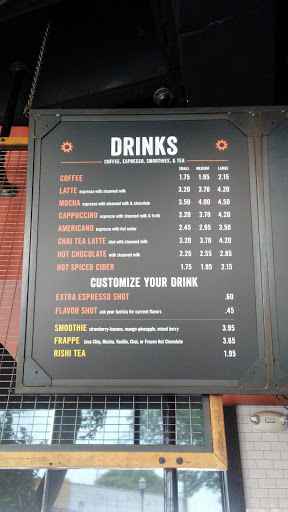 DRINKS
COFFEE, ESPRESSO, SMOOTHIES, & TEA
SMALL MEDIUM LARGE
COFFEE 1.75 1.95 2.15
LATTE espresso with steamed milk 3.20 3.70 4.20
MOCHA espresso with steamed milk & chocolate 3.50 4.00 4.50
CAPPUCCINO espresso with steamed milk & froth 3.20 3.70 4.20
AMERICANO espresso with hot water 2.45 2.95 3.50
CHAI TEA LATTE chai with steamed milk 3.20 3.70 4.20
HOT CHOCOLATE with steamed milk 2.25 2.55 2.85
HOT SPICED CIDER 1.75 1.95 2.15
CUSTOMIZE YOUR DRINK
EXTRA ESPRESSO SHOT .60
FLAVOR SHOT ask your barista for current flavors .45
SMOOTHIE strawberry-banana, mango-pineapple, mixed berry 3.95
FRAPPE Java Chip, Mocha, Vanilla, Chai, or Frozen Hot Chocolate 3.65
RISHI TEA 1.95